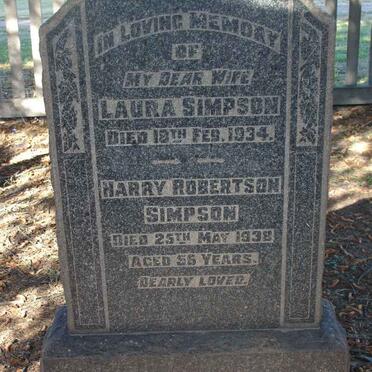 IN LOVING MEMORY
OF
MY DEAR WIFE
LAURA SIMPSON
DIED 18TH FEB. 1934.
HARRY ROBERTSON
SIMPSON
DIED 25TH MAY 1939
AGED 56 YEARS.
DEARLY LOVED.